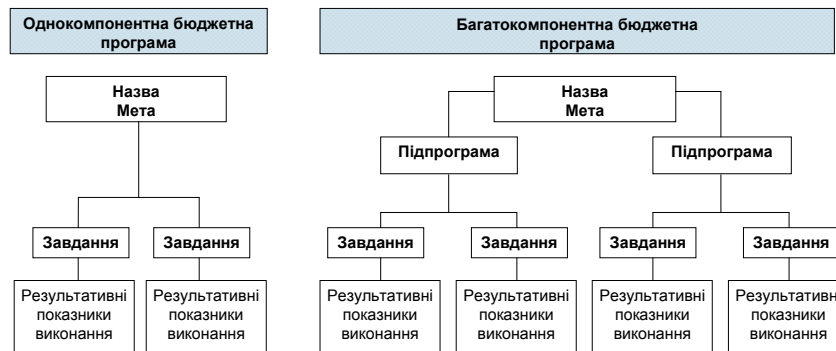 Однокомпонентна бюджетна
програма
Багатокомпонентна бюджетна
програма
Назва
Мета
Назва
Мета
Підпрограма
Підпрограма
Завдання
Завдання
Завдання
Завдання
Завдання
Завдання
Результативні
показники
виконання
Результативні
показники
виконання
Результативні
показники
виконання
Результативні
показники
виконання
Результативні
показники
виконання
Результативні
показники
виконання